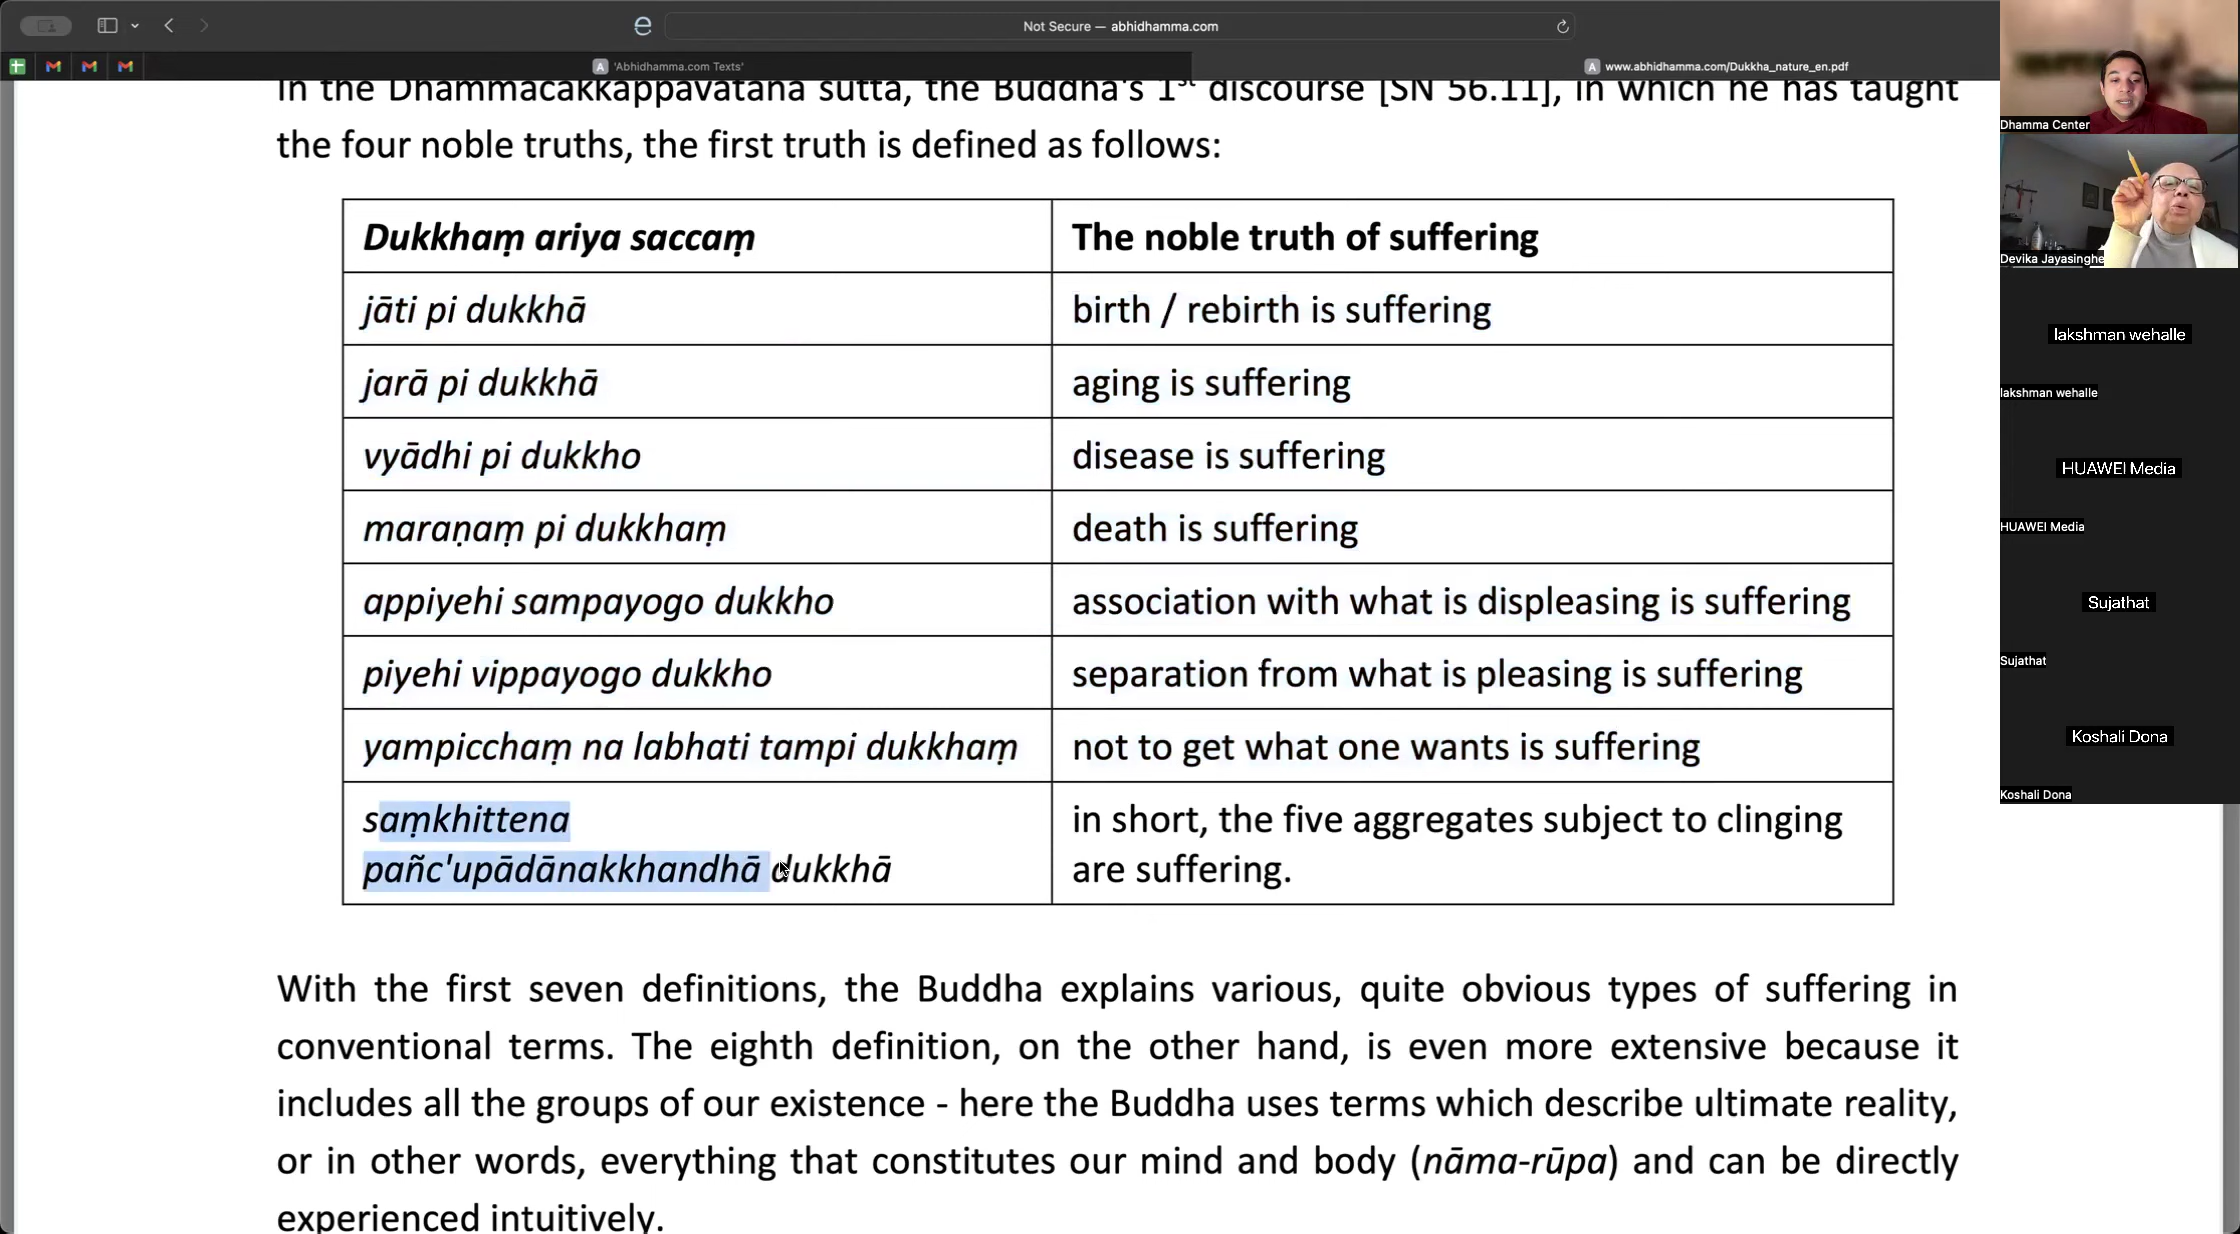 Not Secure — abhidhamma.com
'Abhidhamma.com Texts'
www.abhidhamma.com/Dukkha_nature_en.pdf
In the Dhammacakkappavatana sutta, the Buddha's 1st discourse [SN 56.11], in which he has taught
the four noble truths, the first truth is defined as follows:
Dukkhaṃ ariya saccaṃ
The noble truth of suffering
jāti pi dukkhā
birth / rebirth is suffering
jarā pi dukkhā
aging is suffering
vyādhi pi dukkho
disease is suffering
maraṇaṃ pi dukkhaṃ
death is suffering
appiyehi sampayogo dukkho
association with what is displeasing is suffering
piyehi vippayogo dukkho
separation from what is pleasing is suffering
yampicchaṃ na labhati tampi dukkhaṃ
not to get what one wants is suffering
saṃkhittena
pañc'upādānakkhandhā dukkhā
in short, the five aggregates subject to clinging
are suffering.
With the first seven definitions, the Buddha explains various, quite obvious types of suffering in
conventional terms. The eighth definition, on the other hand, is even more extensive because it
includes all the groups of our existence - here the Buddha uses terms which describe ultimate reality,
or in other words, everything that constitutes our mind and body (nāma-rūpa) and can be directly
experienced intuitively.
Dhamma Center
Devika Jayasinghe
lakshman wehalle
lakshman wehalle
HUAWEI Media
HUAWEI Media
Sujathat
Sujathat
Koshali Dona
Koshali Dona